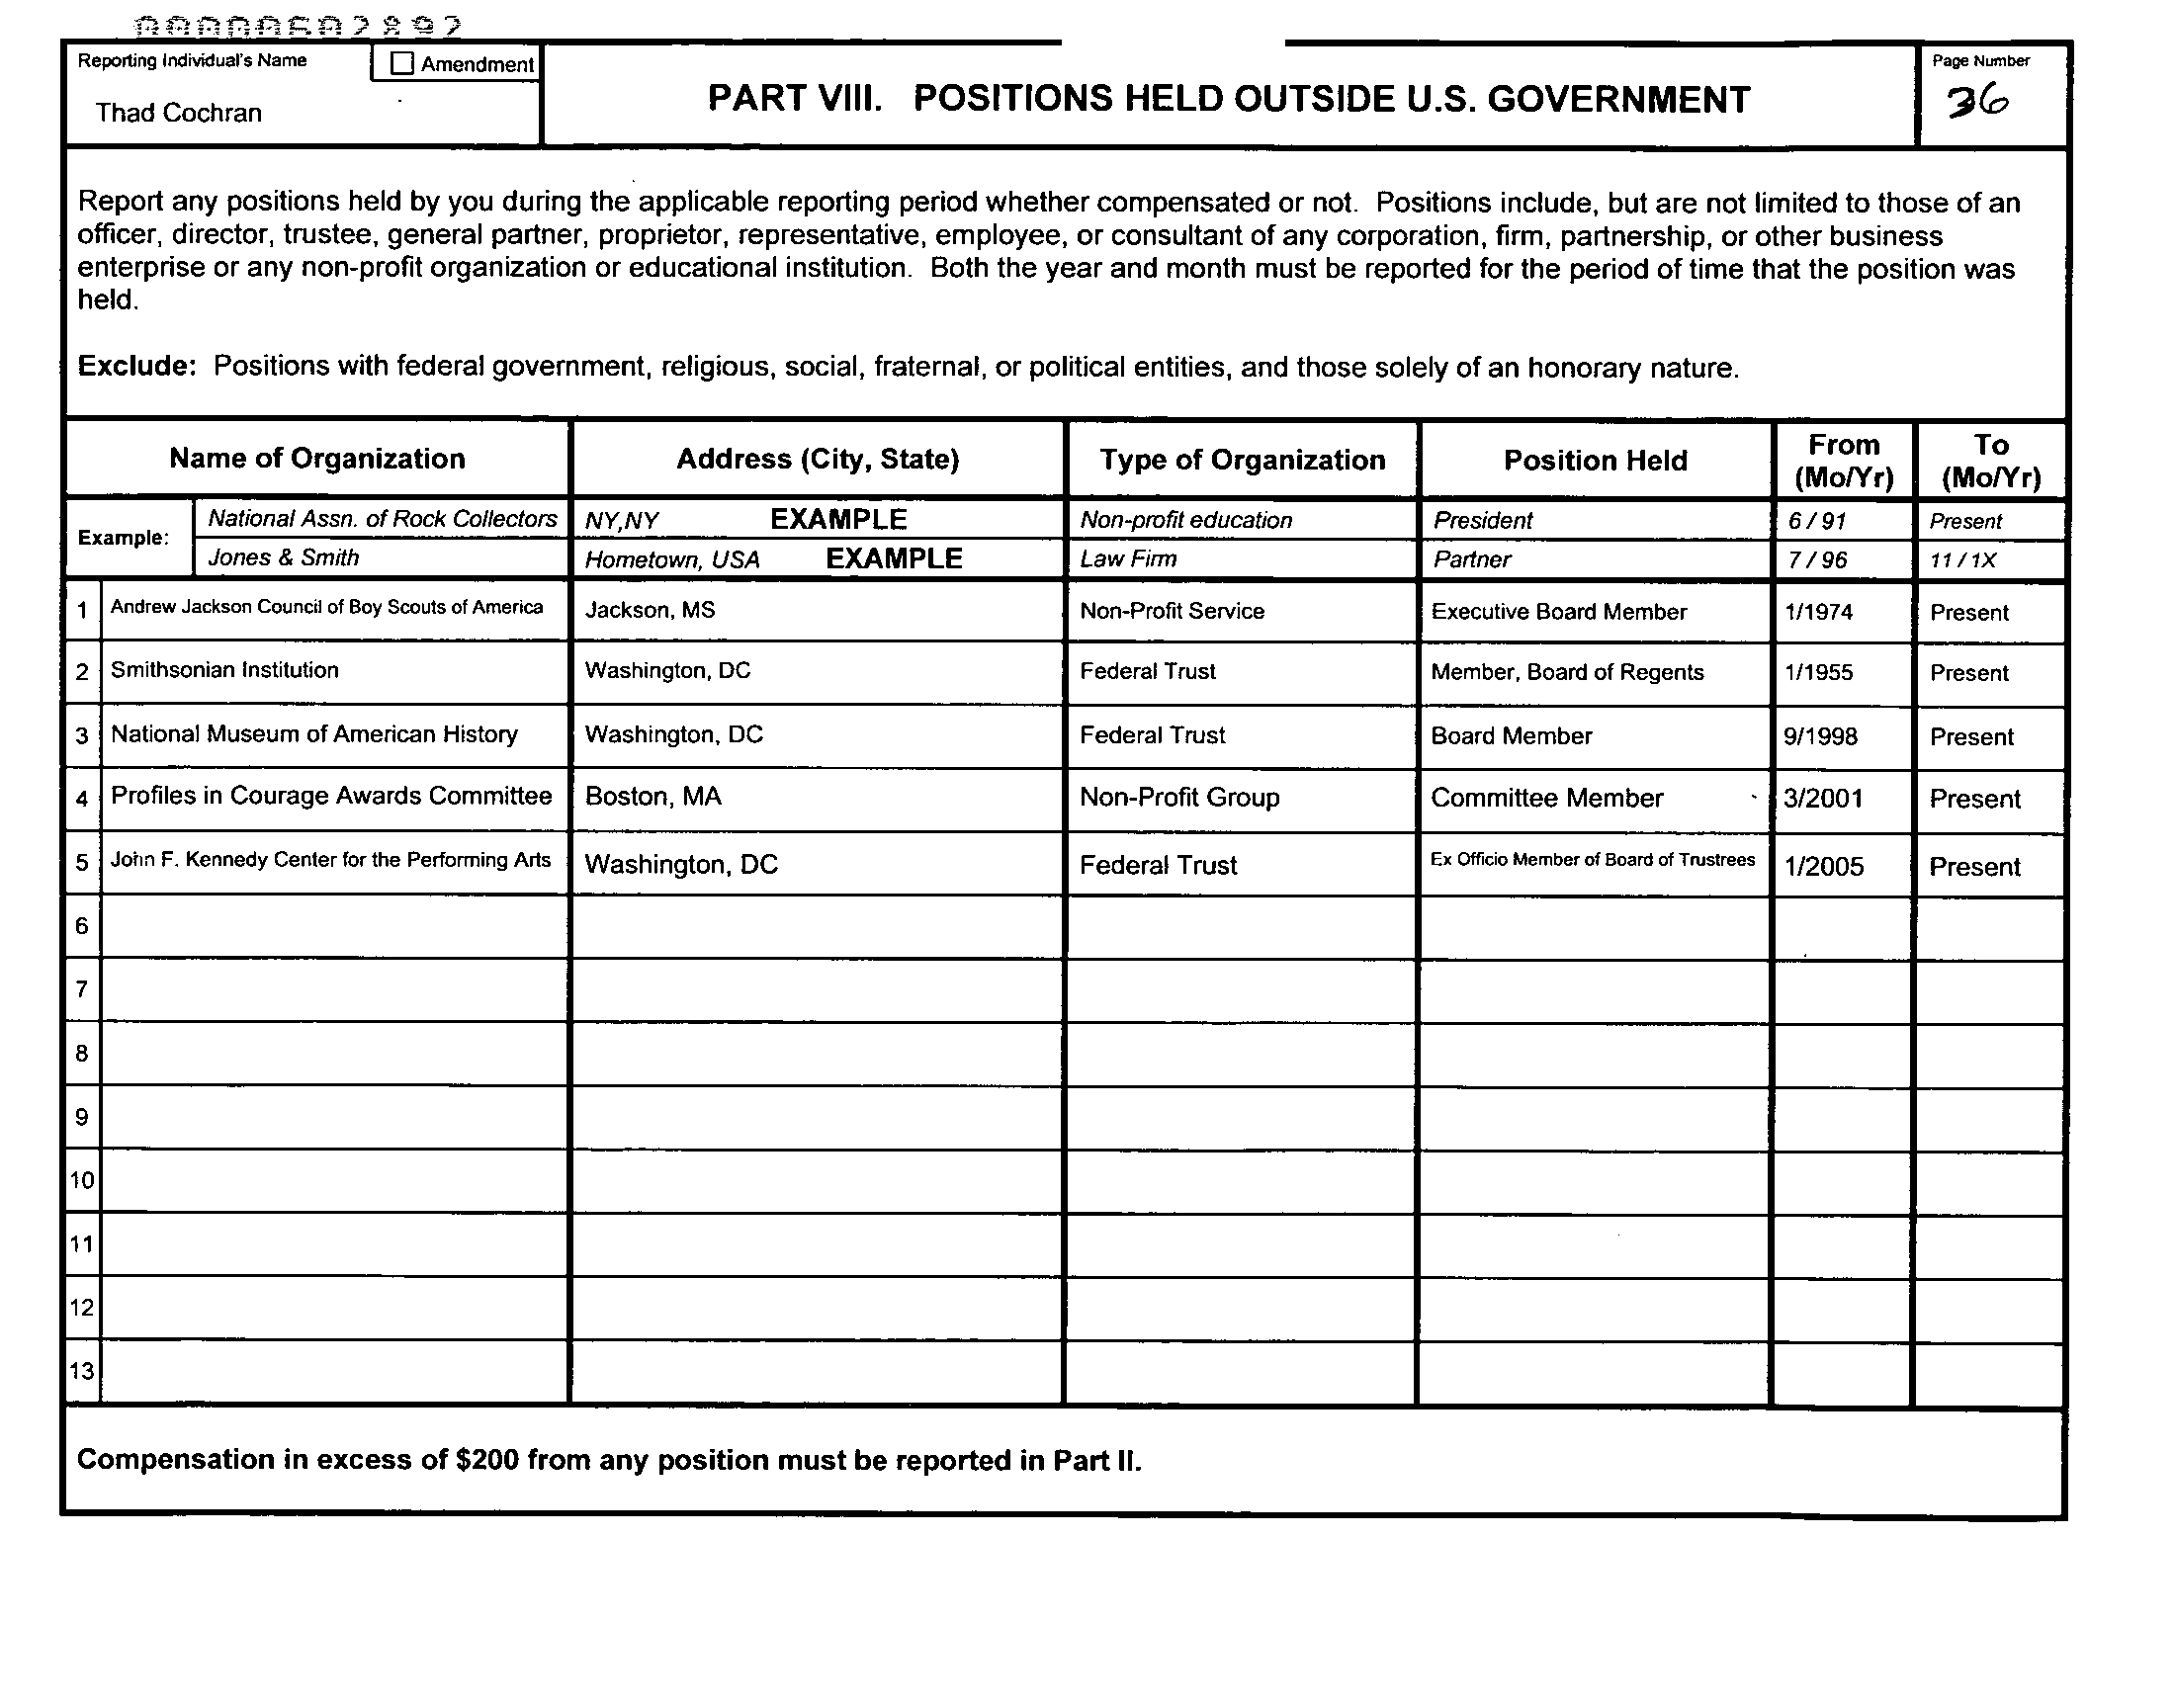 Reporting Individual's Name
Amendment
Thad Cochran
PART VIII. POSITIONS HELD OUTSIDE U.S. GOVERNMENT
Page Number
36
Report any positions held by you during the applicable reporting period whether compensated or not. Positions include, but are not limited to those of an
officer, director, trustee, general partner, proprietor, representative, employee, or consultant of any corporation, firm, partnership, or other business
enterprise or any non-profit organization or educational institution. Both the year and month must be reported for the period of time that the position was
held.
Exclude: Positions with federal government, religious, social, fraternal, or political entities, and those solely of an honorary nature.
Name of Organization Address (City, State) Type of Organization Position Held From (Mo/Yr) To (Mo/Yr)
Example: National Assn. of Rock Collectors NY,NY EXAMPLE Non-profit education President 6 / 91 Present
Jones & Smith Hometown, USA EXAMPLE Law Firm Partner 7 / 96 11 / 1X
1 Andrew Jackson Council of Boy Scouts of America Jackson, MS Non-Profit Service Executive Board Member 1/1974 Present
2 Smithsonian Institution Washington, DC Federal Trust Member, Board of Regents 1/1955 Present
3 National Museum of American History Washington, DC Federal Trust Board Member 9/1998 Present
4 Profiles in Courage Awards Committee Boston, MA Non-Profit Group Committee Member 3/2001 Present
5 John F. Kennedy Center for the Performing Arts Washington, DC Federal Trust Ex Officio Member of Board of Trustrees 1/2005 Present
6
7
8
9
10
11
12
13
Compensation in excess of $200 from any position must be reported in Part II.